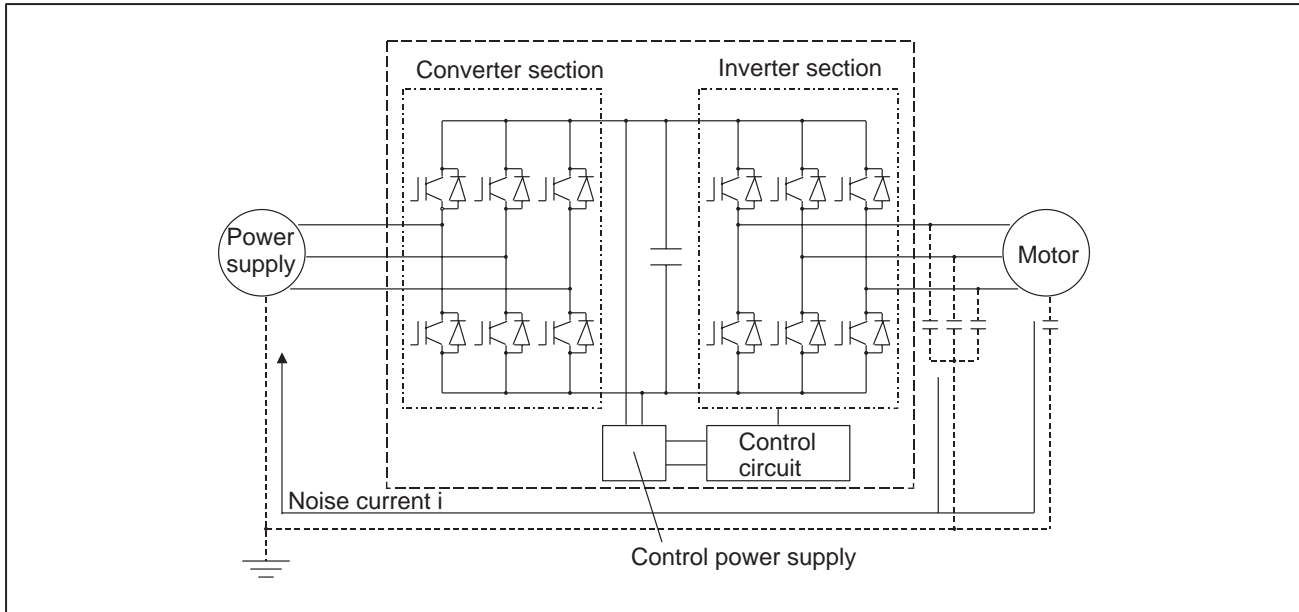 Converter section
Inverter section
Power
supply
Motor
Control
circuit
Noise current i
Control power supply